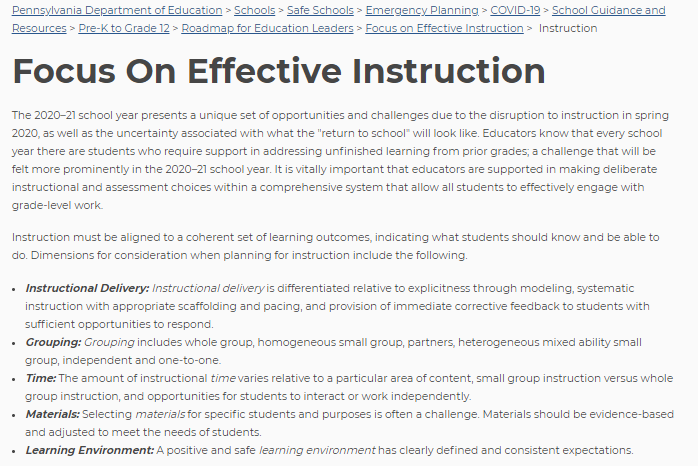 Pennsylvania Department of Education > Schools > Safe Schools > Emergency Planning > COVID-19 > School Guidance and
Resources > Pre-K to Grade 12 > Roadmap for Education Leaders > Focus on Effective Instruction > Instruction
Focus On Effective Instruction
The 2020–21 school year presents a unique set of opportunities and challenges due to the disruption to instruction in spring
2020, as well as the uncertainty associated with what the "return to school" will look like. Educators know that every school
year there are students who require support in addressing unfinished learning from prior grades; a challenge that will be
felt more prominently in the 2020–21 school year. It is vitally important that educators are supported in making deliberate
instructional and assessment choices within a comprehensive system that allow all students to effectively engage with
grade-level work.
Instruction must be aligned to a coherent set of learning outcomes, indicating what students should know and be able to
do. Dimensions for consideration when planning for instruction include the following.
• Instructional Delivery: Instructional delivery is differentiated relative to explicitness through modeling, systematic
instruction with appropriate scaffolding and pacing, and provision of immediate corrective feedback to students with
sufficient opportunities to respond.
• Grouping: Grouping includes whole group, homogeneous small group, partners, heterogeneous mixed ability small
group, independent and one-to-one.
• Time: The amount of instructional time varies relative to a particular area of content, small group instruction versus whole
group instruction, and opportunities for students to interact or work independently.
• Materials: Selecting materials for specific students and purposes is often a challenge. Materials should be evidence-based
and adjusted to meet the needs of students.
• Learning Environment: A positive and safe learning environment has clearly defined and consistent expectations.